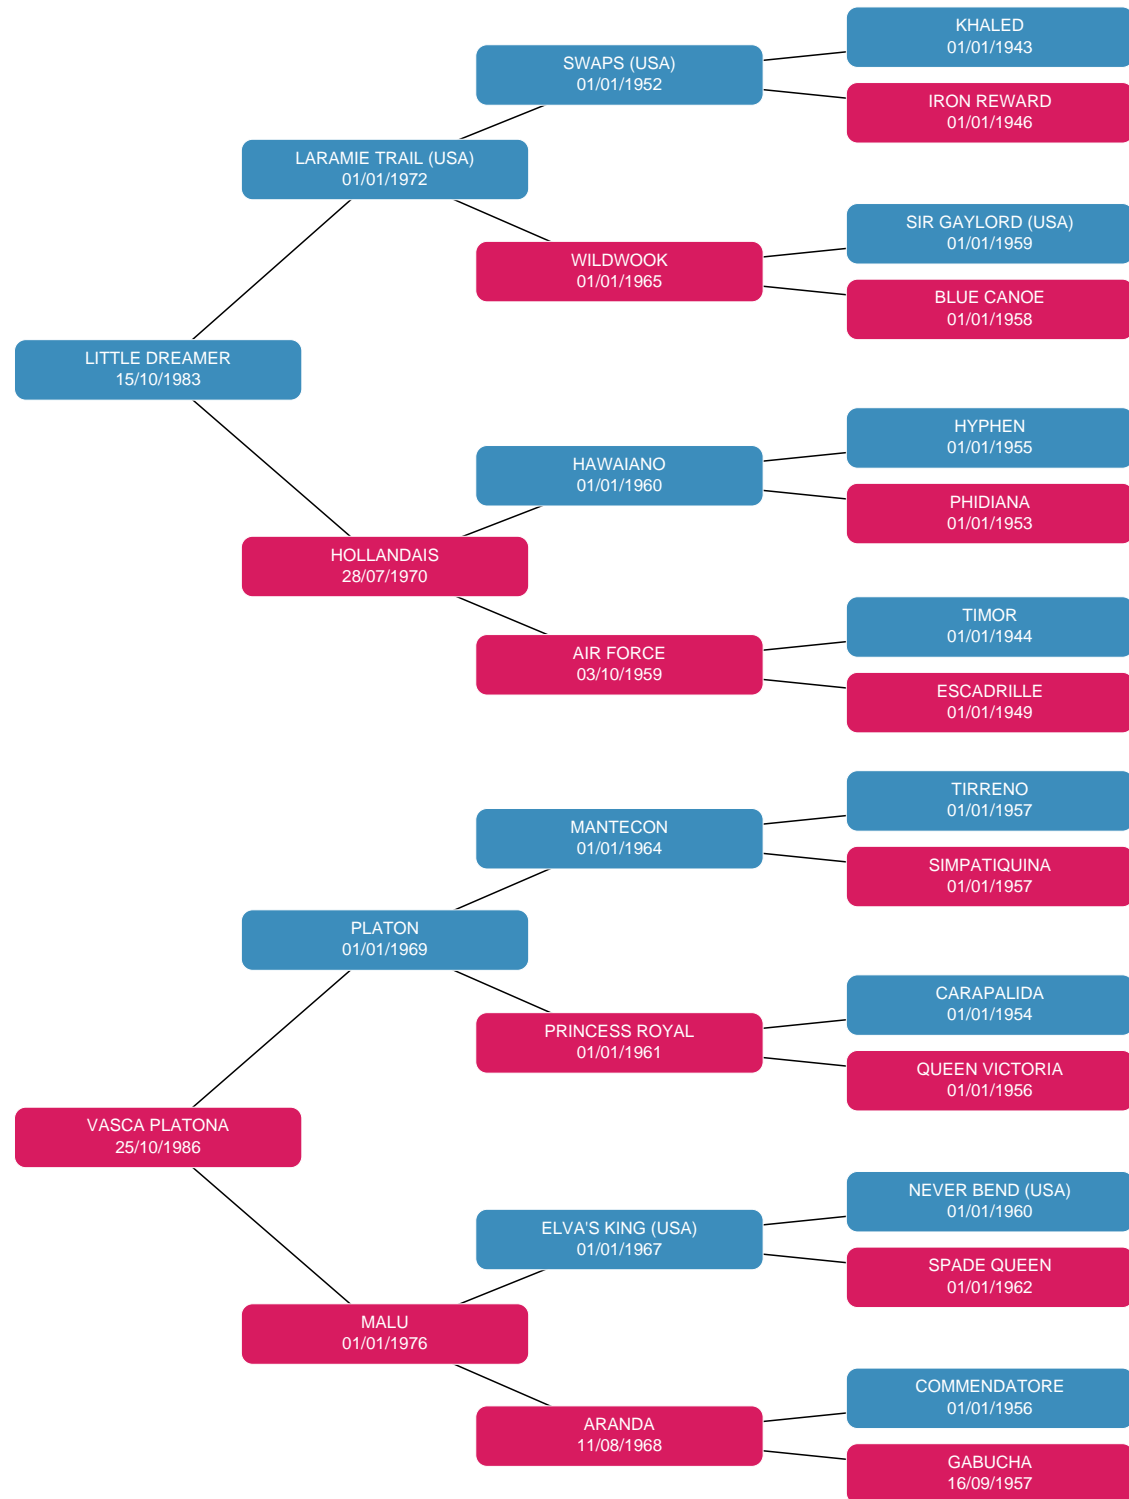 KHALED
01/01/1943
SWAPS (USA)
01/01/1952
IRON REWARD
01/01/1946
LARAMIE TRAIL (USA)
01/01/1972
SIR GAYLORD (USA)
01/01/1959
WILDWOOK
01/01/1965
BLUE CANOE
01/01/1958
LITTLE DREAMER
15/10/1983
HYPHEN
01/01/1955
HAWAIANO
01/01/1960
PHIDIANA
01/01/1953
HOLLANDAIS
28/07/1970
TIMOR
01/01/1944
AIR FORCE
03/10/1959
ESCADRILLE
01/01/1949
TIRRENO
01/01/1957
MANTECON
01/01/1964
SIMPATIQUINA
01/01/1957
PLATON
01/01/1969
CARAPALIDA
01/01/1954
PRINCESS ROYAL
01/01/1961
QUEEN VICTORIA
01/01/1956
VASCA PLATONA
25/10/1986
NEVER BEND (USA)
01/01/1960
ELVA'S KING (USA)
01/01/1967
SPADE QUEEN
01/01/1962
MALU
01/01/1976
COMMENDATORE
01/01/1956
ARANDA
11/08/1968
GABUCHA
16/09/1957